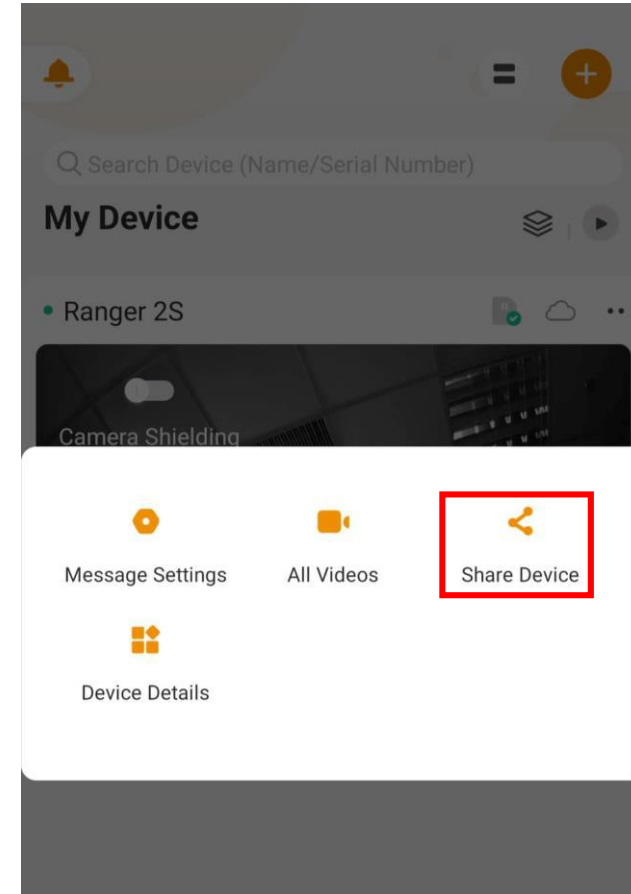 Search Device (Name/Serial Number)
My Device
Ranger 2S
Camera Shielding
Message Settings
All Videos
Share Device
Device Details